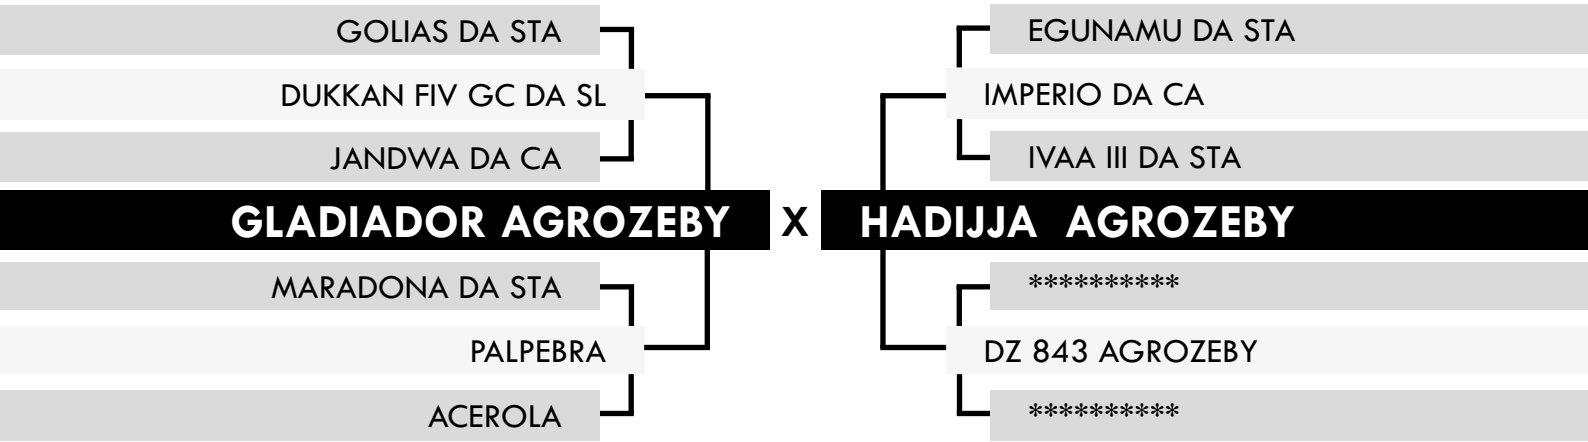 GOLIAS DA STA
DUKKAN FIV GC DA SL
JANDWA DA CA
GLADIADOR AGROZEBY
MARADONA DA STA
PALPEBRA
ACEROLA
X
EGUNAMU DA STA
IMPERIO DA CA
IVAA III DA STA
HADIJJA AGROZEBY
**********
DZ 843 AGROZEBY
**********